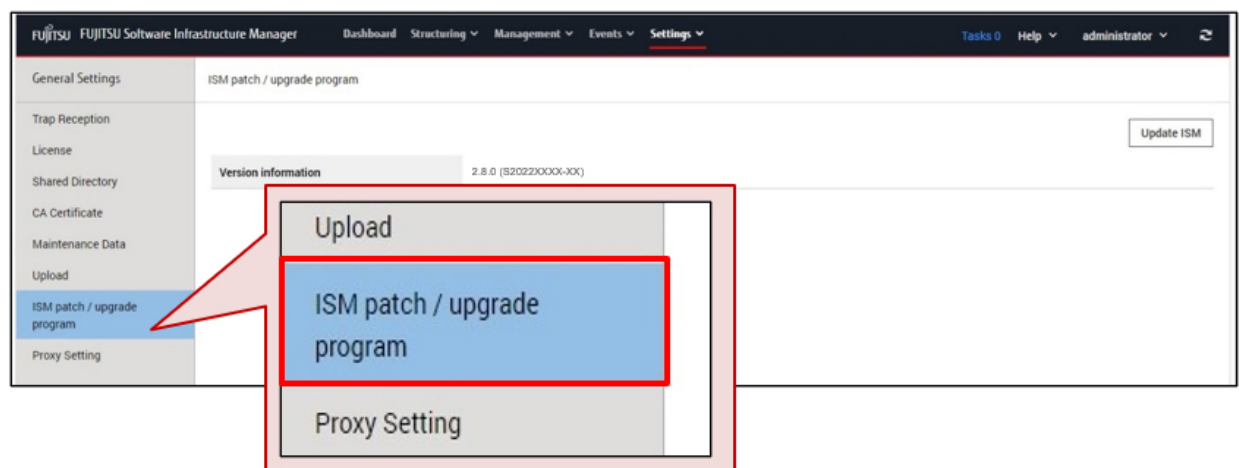 FUJITSU FUJITSU Software Infrastructure Manager Dashboard Structuring Management Events Settings Tasks 0 Help administrator
General Settings
ISM patch / upgrade program
Trap Reception
License
Shared Directory
CA Certificate
Maintenance Data
Upload
ISM patch / upgrade
program
Proxy Setting
Update ISM
Version information 2.8.0 (S2022XXXX-XX)
Upload
ISM patch / upgrade
program
Proxy Setting